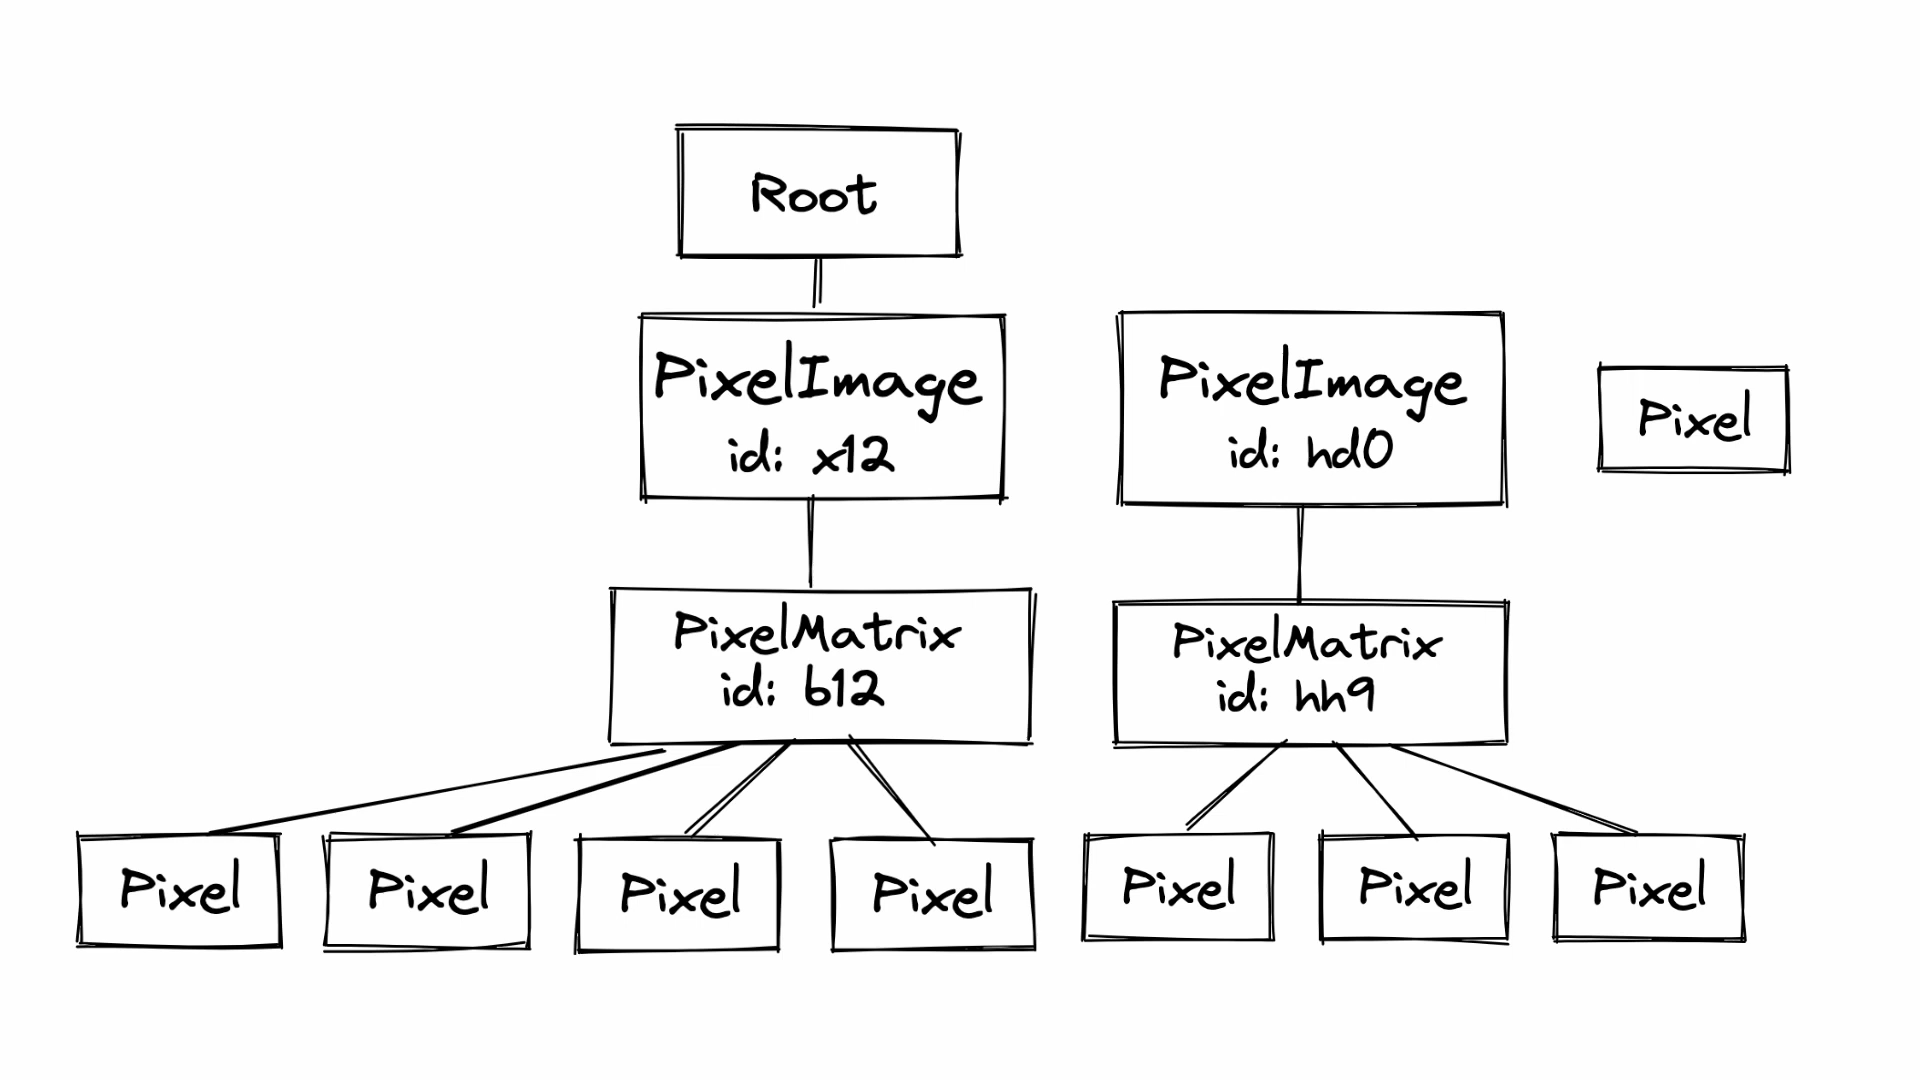 Root
PixelImage
id: x12
PixelImage
id: hd0
Pixel
PixelMatrix
id: b12
PixelMatrix
id: hh9
Pixel
Pixel
Pixel
Pixel
Pixel
Pixel
Pixel